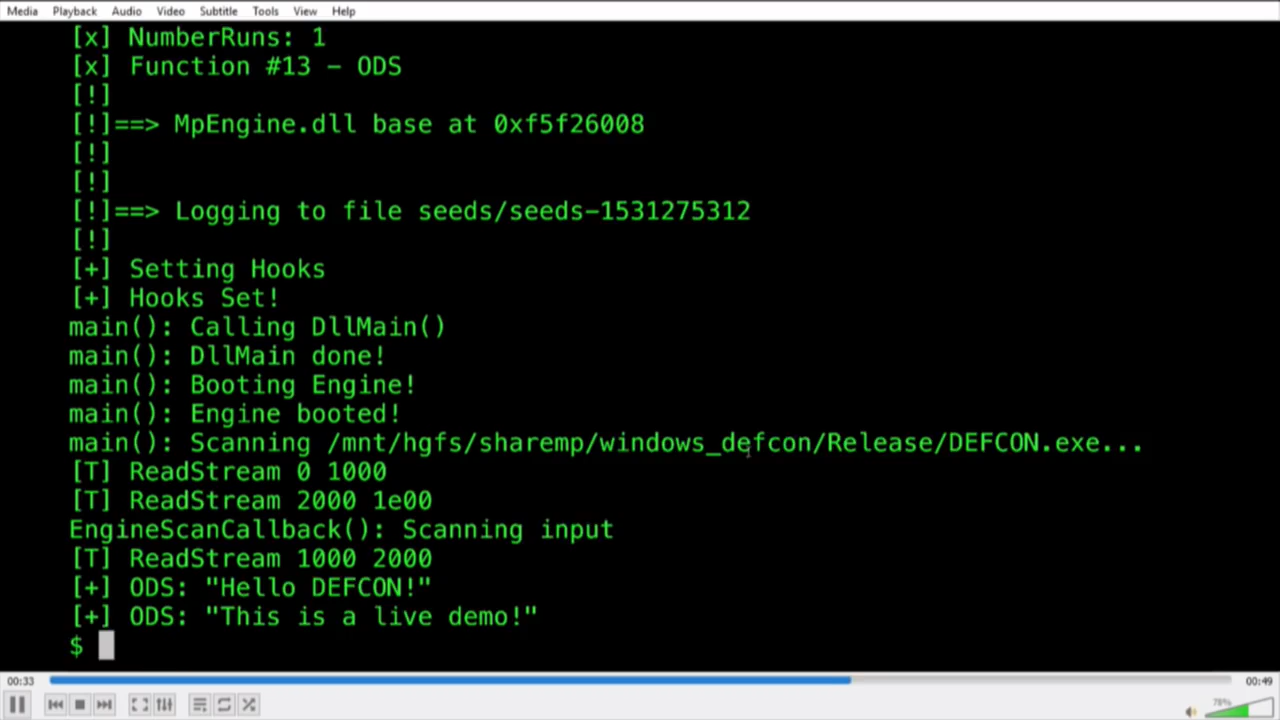 Media Playback Audio Video Subtitle Tools View Help
[x] NumberRuns: 1
[x] Function #13 - ODS
[!]
[!]==> MpEngine.dll base at 0xf5f26008
[!]
[!]
[!]==> Logging to file seeds/seeds-1531275312
[!]
[+] Setting Hooks
[+] Hooks Set!
main(): Calling DllMain()
main(): DllMain done!
main(): Booting Engine!
main(): Engine booted!
main(): Scanning /mnt/hgfs/sharemp/windows_defcon/Release/DEFCON.exe...
[T] ReadStream 0 1000
[T] ReadStream 2000 1e00
EngineScanCallback(): Scanning input
[T] ReadStream 1000 2000
[+] ODS: "Hello DEFCON!"
[+] ODS: "This is a live demo!"
$
00:33 00:49
78%